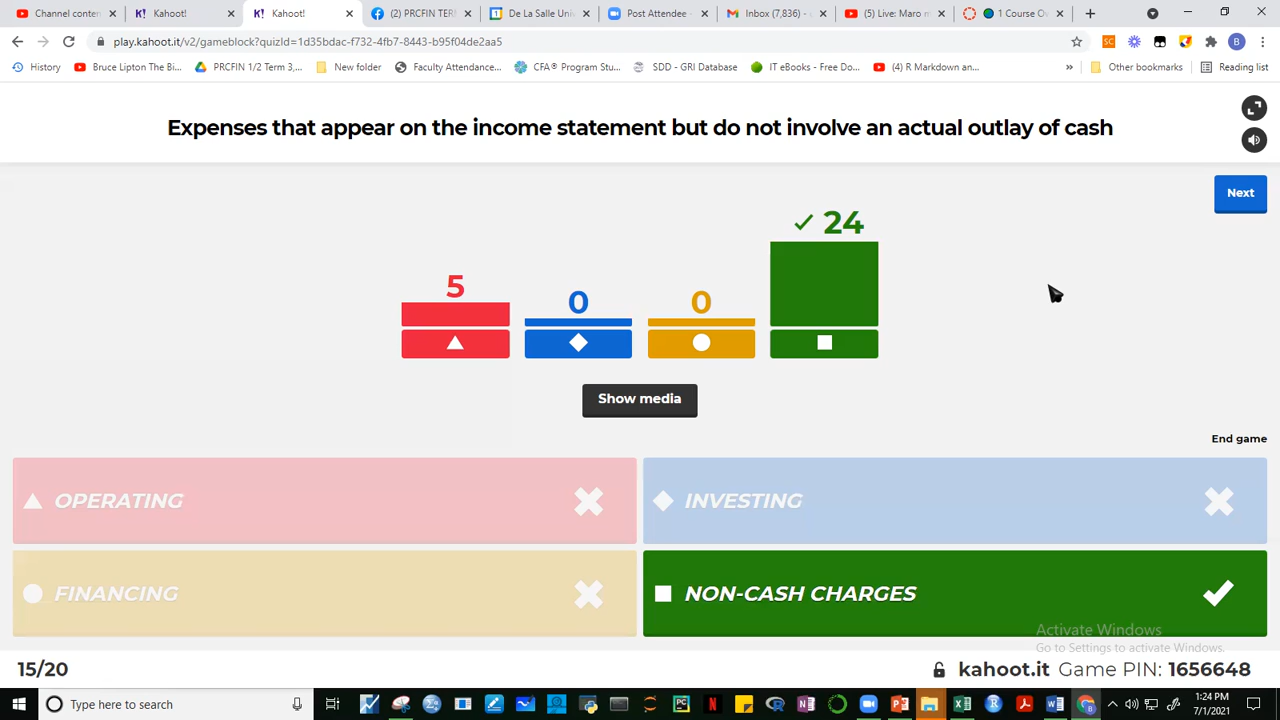 Channel conten
Kahoot!
Kahoot!
(2) PRCFIN TER
De La Salle Uni
Post Attendee -
Inbox (7,836) -
(5) Live: Maro m
1 Course Ou
play.kahoot.it/v2/gameblock?quizId=1d35bdac-f732-4fb7-8443-b95f04de2aa5
History
Bruce Lipton The Bi...
PRCFIN 1/2 Term 3,...
New folder
Faculty Attendance...
CFA® Program Stu...
SDD - GRI Database
IT eBooks - Free Do...
(4) R Markdown an...
Other bookmarks
Reading list
Expenses that appear on the income statement but do not involve an actual outlay of cash
Next
5
0
0
24
Show media
End game
OPERATING
INVESTING
FINANCING
NON-CASH CHARGES
Activate Windows
Go to Settings to activate Windows.
15/20
kahoot.it Game PIN: 1656648
Type here to search
1:24 PM
7/1/2021